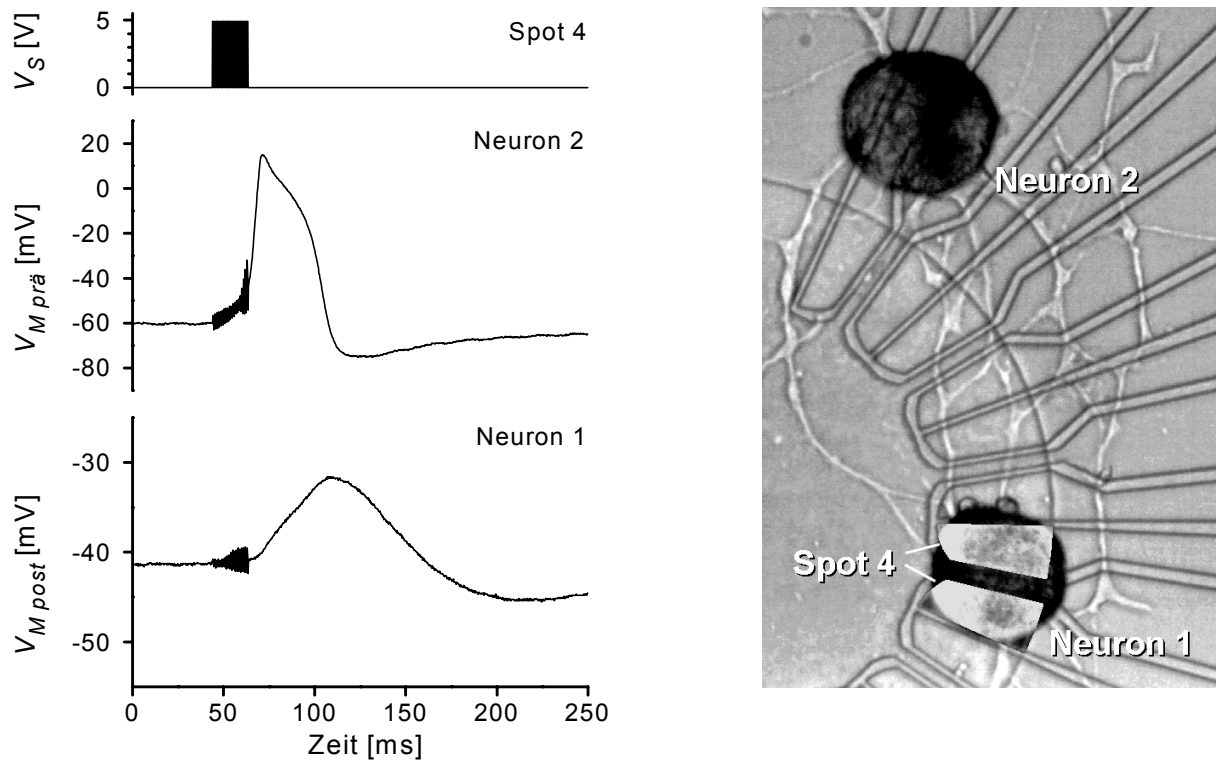 V_S [V]
5
0
Spot 4
V_M prä [mV]
20
0
-20
-40
-60
-80
Neuron 2
V_M post [mV]
-30
-40
-50
Neuron 1
0 50 100 150 200 250
Zeit [ms]
Neuron 2
Spot 4
Neuron 1